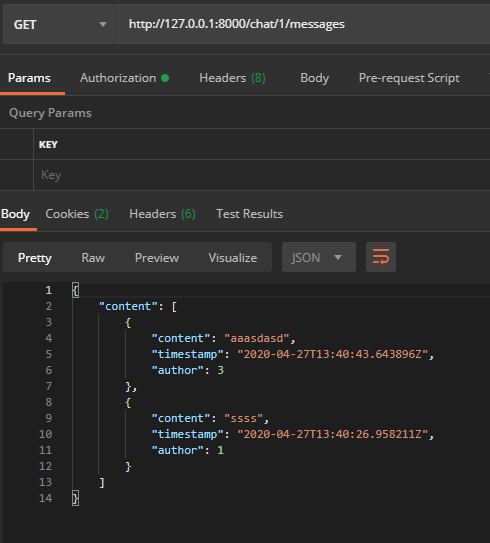 GET http://127.0.0.1:8000/chat/1/messages
Params Authorization Headers (8) Body Pre-request Script
Query Params
KEY
Key
Body Cookies (2) Headers (6) Test Results
Pretty Raw Preview Visualize JSON
1 {
2 "content": [
3 {
4 "content": "aaasdasd",
5 "timestamp": "2020-04-27T13:40:43.643896Z",
6 "author": 3
7 },
8 {
9 "content": "ssss",
10 "timestamp": "2020-04-27T13:40:26.958211Z",
11 "author": 1
12 }
13 ]
14 }